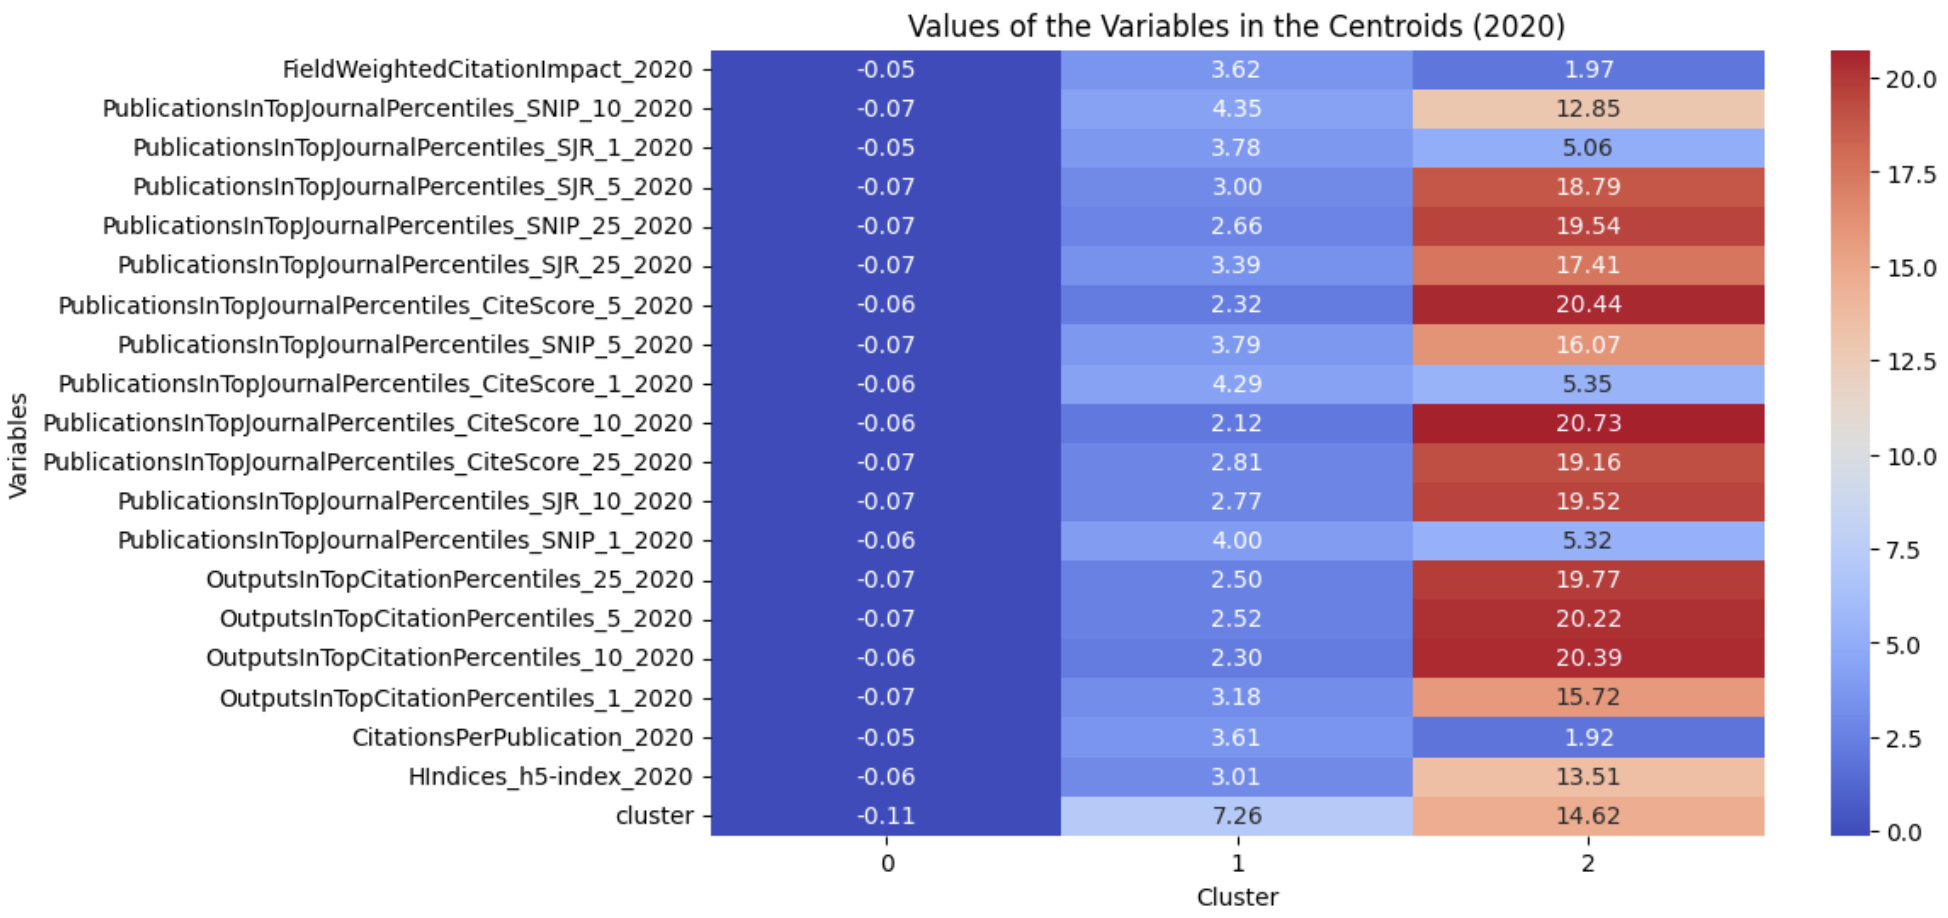 Values of the Variables in the Centroids (2020)
FieldWeightedCitationImpact_2020 -0.05 3.62 1.97
PublicationsInTopJournalPercentiles_SNIP_10_2020 -0.07 4.35 12.85
PublicationsInTopJournalPercentiles_SJR_1_2020 -0.05 3.78 5.06
PublicationsInTopJournalPercentiles_SJR_5_2020 -0.07 3.00 18.79
PublicationsInTopJournalPercentiles_SNIP_25_2020 -0.07 2.66 19.54
PublicationsInTopJournalPercentiles_SJR_25_2020 -0.07 3.39 17.41
PublicationsInTopJournalPercentiles_CiteScore_5_2020 -0.06 2.32 20.44
PublicationsInTopJournalPercentiles_SNIP_5_2020 -0.07 3.79 16.07
PublicationsInTopJournalPercentiles_CiteScore_1_2020 -0.06 4.29 5.35
PublicationsInTopJournalPercentiles_CiteScore_10_2020 -0.06 2.12 20.73
PublicationsInTopJournalPercentiles_CiteScore_25_2020 -0.07 2.81 19.16
PublicationsInTopJournalPercentiles_SJR_10_2020 -0.07 2.77 19.52
PublicationsInTopJournalPercentiles_SNIP_1_2020 -0.06 4.00 5.32
OutputsInTopCitationPercentiles_25_2020 -0.07 2.50 19.77
OutputsInTopCitationPercentiles_5_2020 -0.07 2.52 20.22
OutputsInTopCitationPercentiles_10_2020 -0.06 2.30 20.39
OutputsInTopCitationPercentiles_1_2020 -0.07 3.18 15.72
CitationsPerPublication_2020 -0.05 3.61 1.92
HIndices_h5-index_2020 -0.06 3.01 13.51
cluster -0.11 7.26 14.62
0 1 2
Cluster
Variables
20.0
17.5
15.0
12.5
10.0
7.5
5.0
2.5
0.0